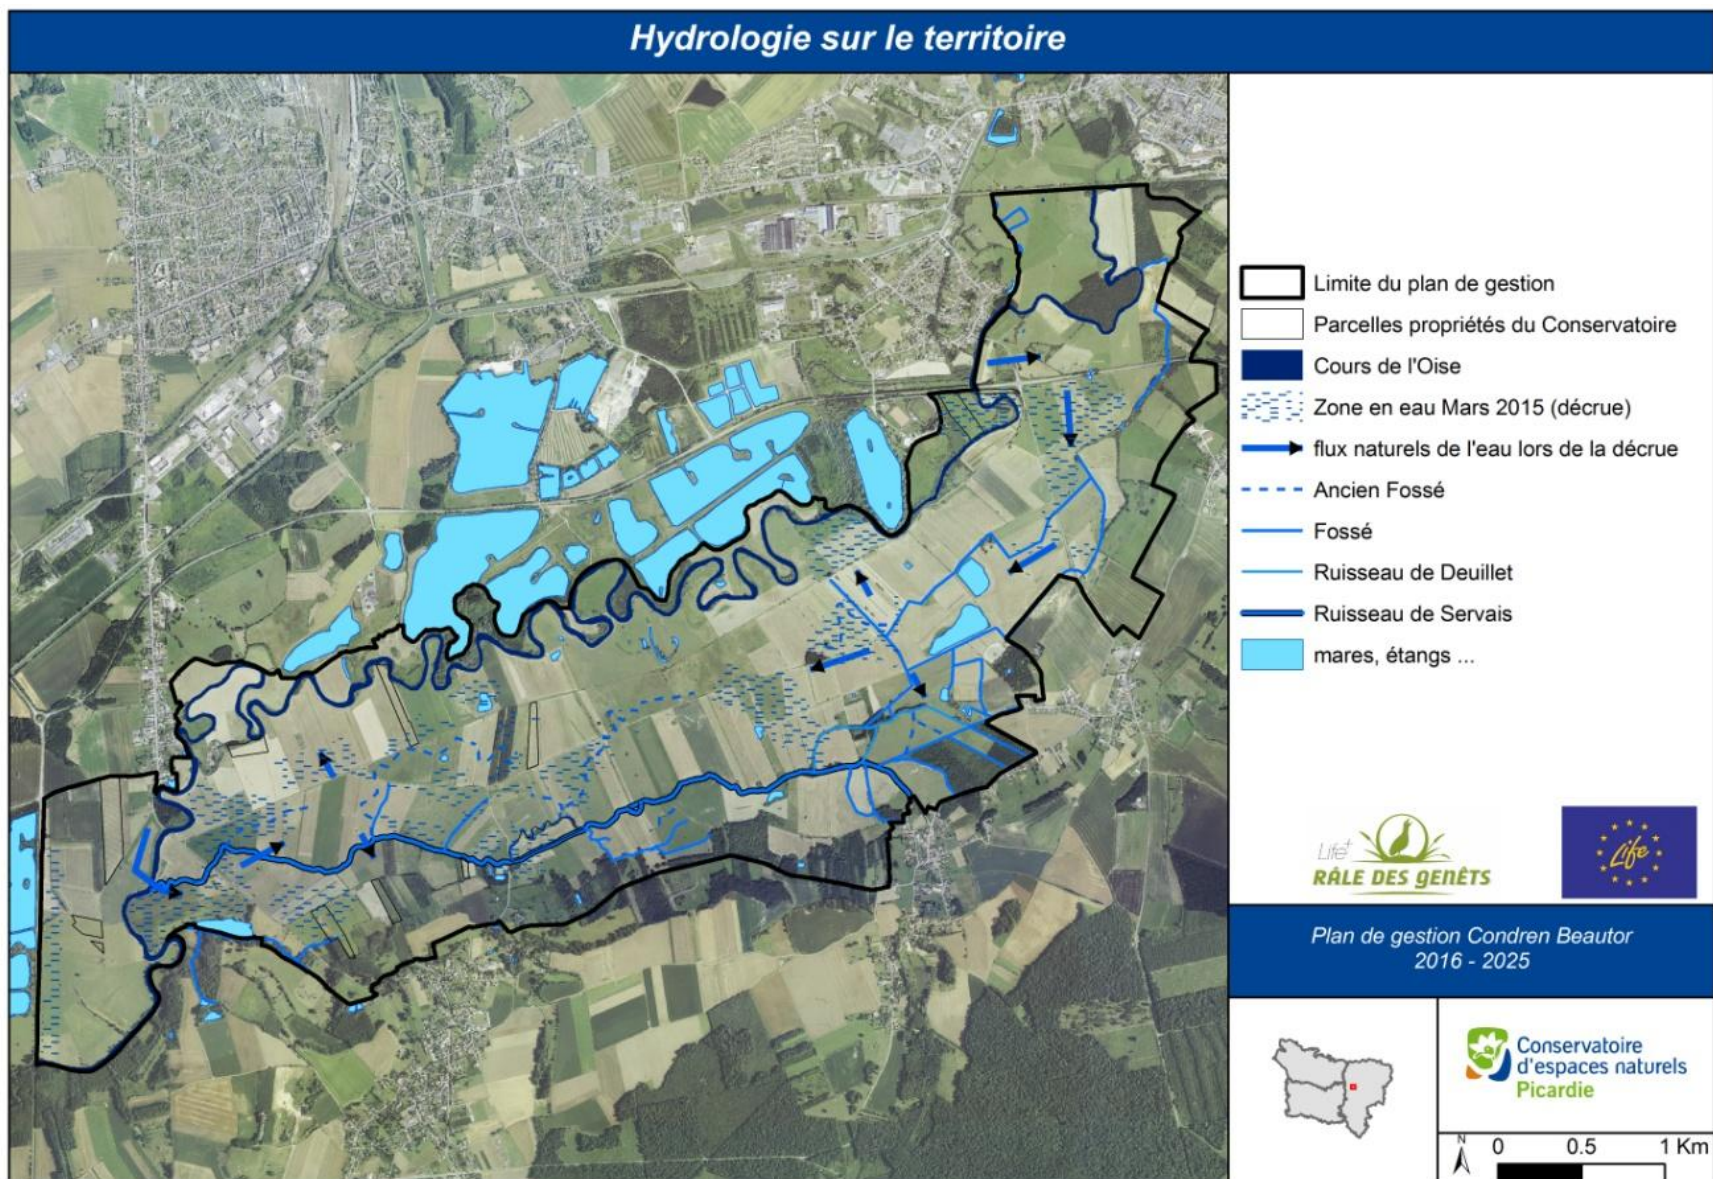 Hydrologie sur le territoire
Limite du plan de gestion
Parcelles propriétés du Conservatoire
Cours de l'Oise
Zone en eau Mars 2015 (décrue)
flux naturels de l'eau lors de la décrue
Ancien Fossé
Fossé
Ruisseau de Deuillet
Ruisseau de Servais
mares, étangs ...
Life+
RÂLE DES GENÊTS
Life
Plan de gestion Condren Beautor
2016 - 2025
Conservatoire
d'espaces naturels
Picardie
N
0 0.5 1 Km